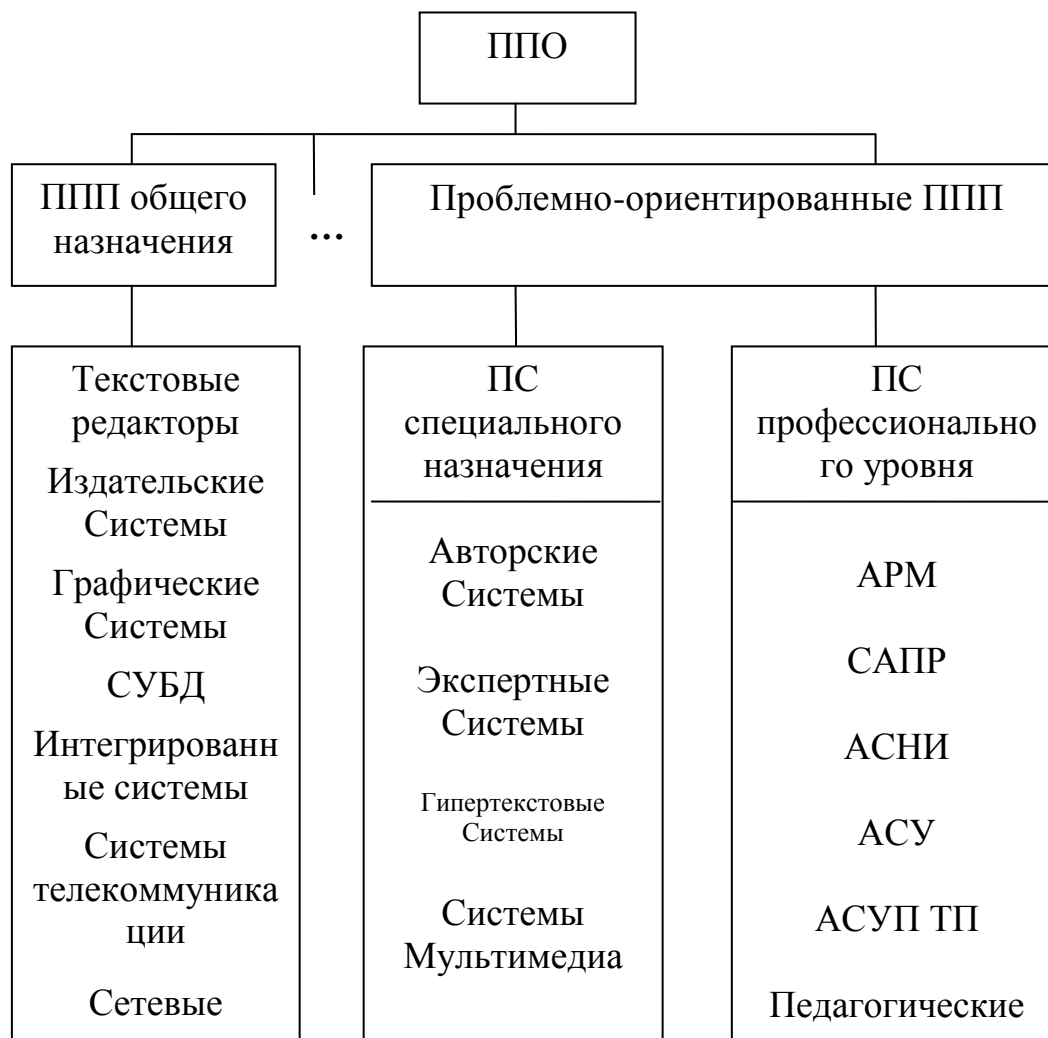 ППО
ППП общего
назначения
...
Проблемно-ориентированные ППП
Текстовые
редакторы
Издательские
Системы
Графические
Системы
СУБД
Интегрированн
ые системы
Системы
телекоммуника
ции
Сетевые
ПС
специального
назначения
Авторские
Системы
Экспертные
Системы
Гипертекстовые
Системы
Системы
Мультимедиа
ПС
профессионально
го уровня
АРМ
САПР
АСНИ
АСУ
АСУП ТП
Педагогические